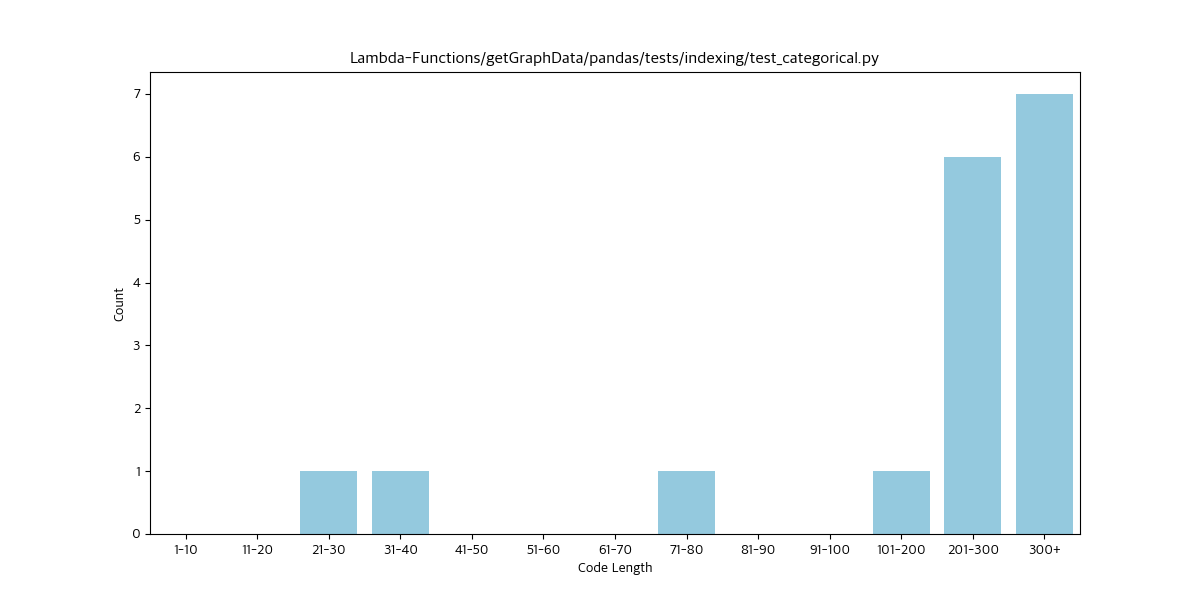 Lambda-Functions/getGraphData/pandas/tests/indexing/test_categorical.py
7
6
5
4
3
2
1
0
Count
1-10 11-20 21-30 31-40 41-50 51-60 61-70 71-80 81-90 91-100 101-200 201-300 300+
Code Length